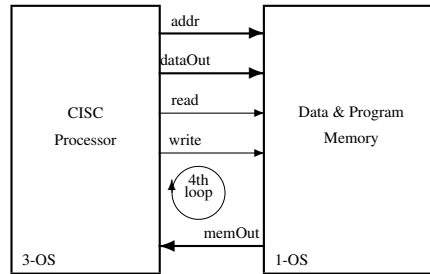 addr
dataOut
CISC
Processor
read
Data & Program
Memory
write
4th
loop
memOut
3-OS
1-OS